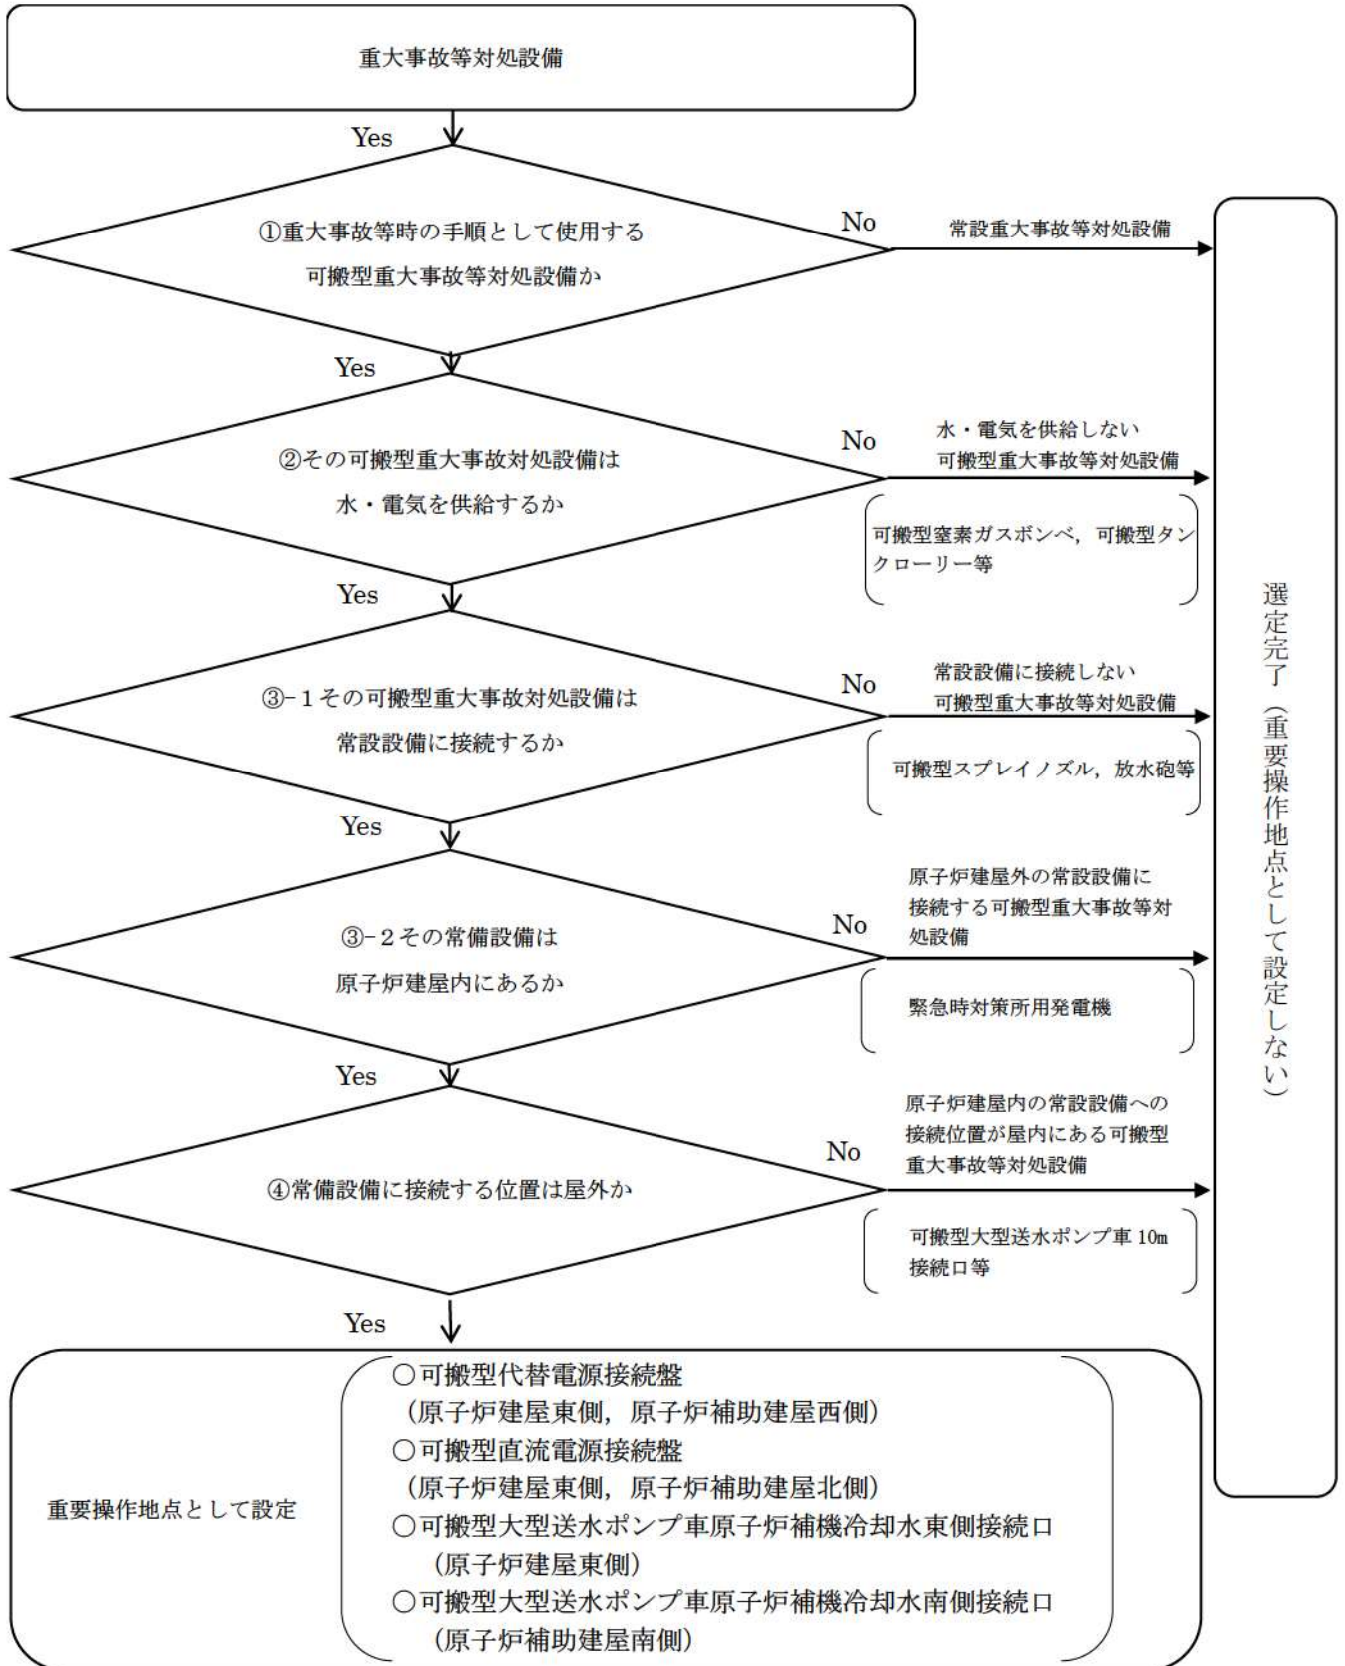 重大事故等対処設備
Yes
①重大事故等時の手順として使用する
可搬型重大事故等対処設備か
No
常設重大事故等対処設備
Yes
②その可搬型重大事故対処設備は
水・電気を供給するか
No
水・電気を供給しない
可搬型重大事故等対処設備
可搬型窒素ガスボンベ，可搬型タン
クローリー等
Yes
③-１その可搬型重大事故対処設備は
常設設備に接続するか
No
常設設備に接続しない
可搬型重大事故等対処設備
可搬型スプレイノズル，放水砲等
Yes
③-２その常備設備は
原子炉建屋内にあるか
No
原子炉建屋外の常設設備に
接続する可搬型重大事故等対
処設備
緊急時対策所用発電機
Yes
④常備設備に接続する位置は屋外か
No
原子炉建屋内の常設設備への
接続位置が屋内にある可搬型
重大事故等対処設備
可搬型大型送水ポンプ車 10m
接続口等
Yes
選定完了（重要操作地点として設定しない）
重要操作地点として設定
○可搬型代替電源接続盤
（原子炉建屋東側，原子炉補助建屋西側）
○可搬型直流電源接続盤
（原子炉建屋東側，原子炉補助建屋北側）
○可搬型大型送水ポンプ車原子炉補機冷却水東側接続口
（原子炉建屋東側）
○可搬型大型送水ポンプ車原子炉補機冷却水南側接続口
（原子炉補助建屋南側）